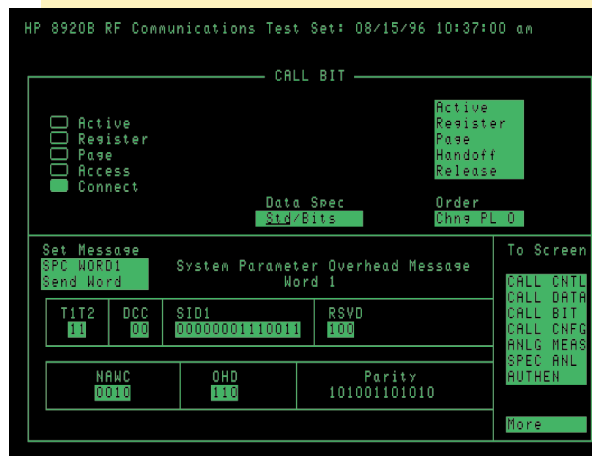 HP 8920B RF Communications Test Set: 08/15/96 10:37:00 am
CALL BIT
Active
Register
Page
Access
Connect
Active
Register
Page
Handoff
Release
Data Spec
Std/Bits
Order
Chng PL 0
Set Message
SPC WORD1
Send Word
System Parameter Overhead Message
Word 1
T1T2
11
DCC
00
SID1
00000001110011
RSVD
100
NAWC
0010
OHD
110
Parity
101001101010
To Screen
CALL CNTL
CALL DATA
CALL BIT
CALL CNFG
ANLG MEAS
SPEC ANL
AUTHEN
More